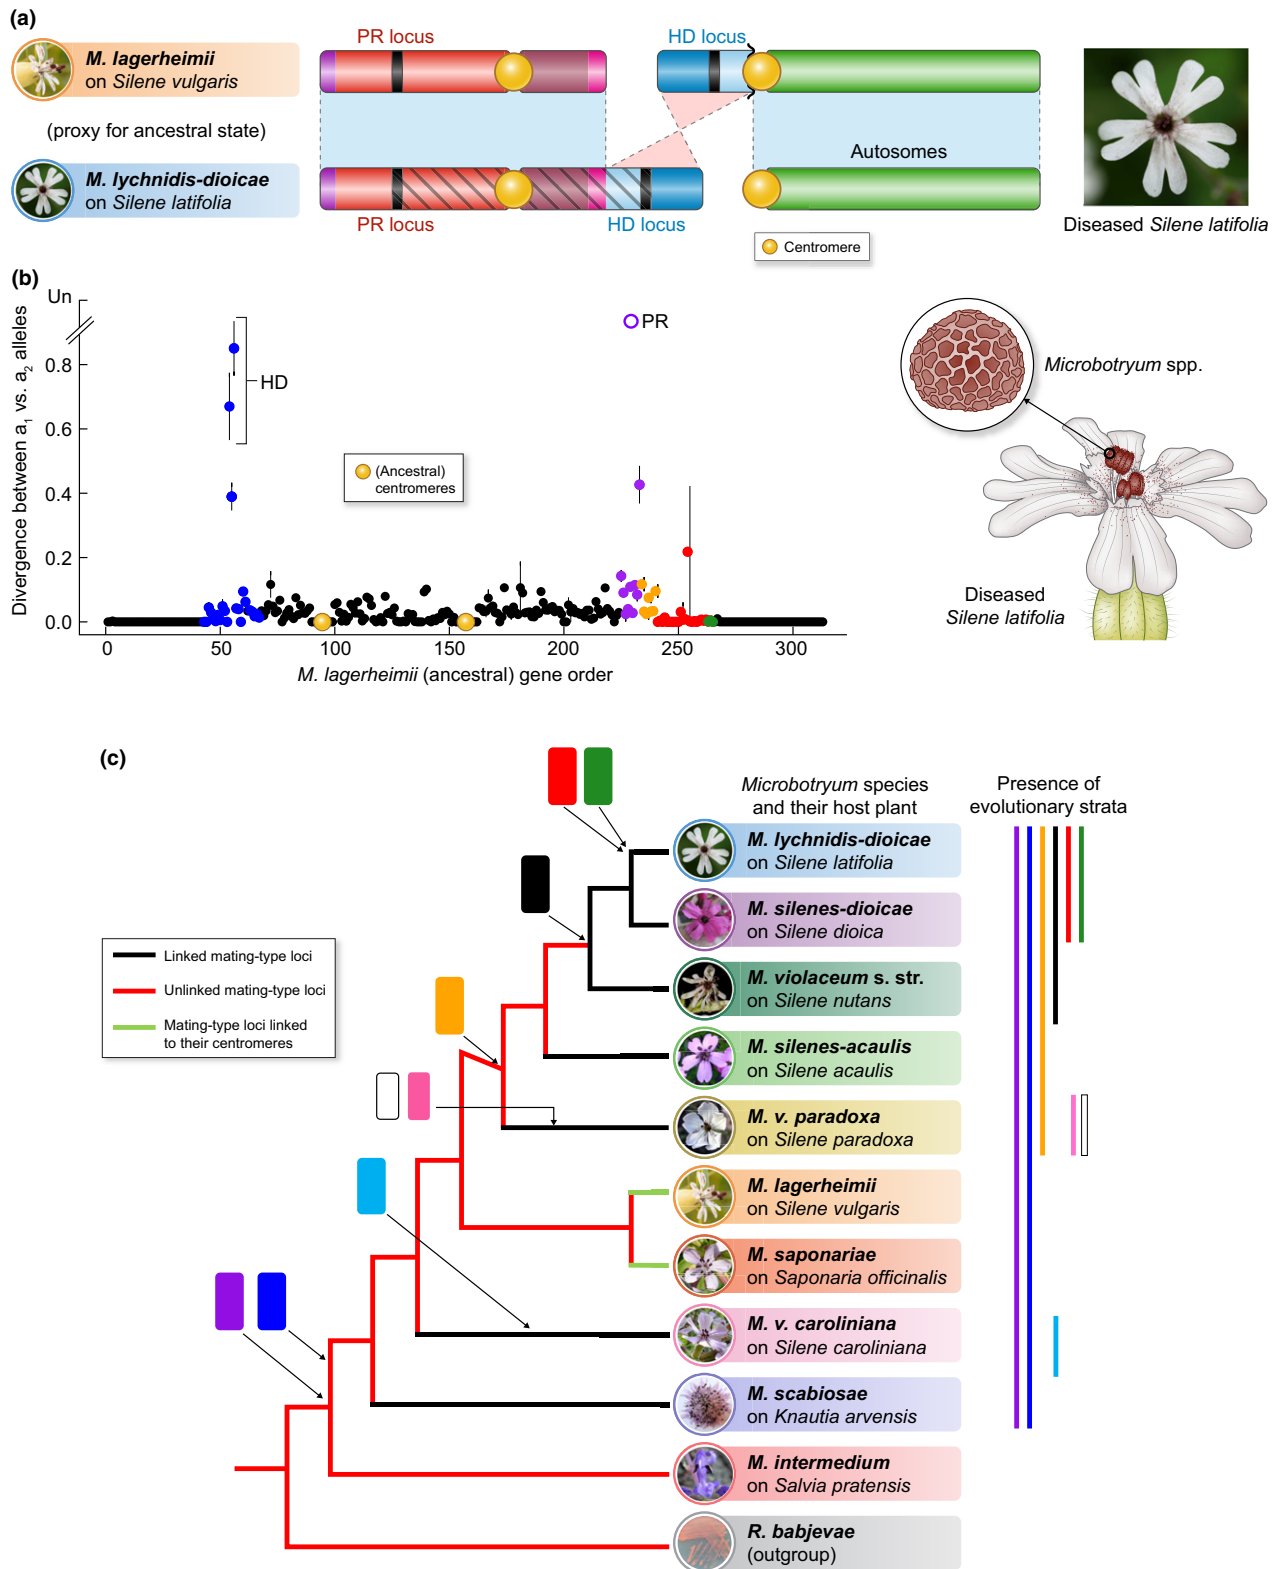 (a)
M. lagerheimii
on Silene vulgaris
(proxy for ancestral state)
M. lychnidis-dioicae
on Silene latifolia
PR locus
HD locus
Autosomes
PR locus
HD locus
Centromere
Diseased Silene latifolia
(b)
Un
0.8
0.6
0.4
0.2
0.0
Divergence between a1 vs. a2 alleles
HD
PR
(Ancestral)
centromeres
0
50
100
150
200
250
300
M. lagerheimii (ancestral) gene order
Microbotryum spp.
Diseased
Silene latifolia
(c)
Linked mating-type loci
Unlinked mating-type loci
Mating-type loci linked
to their centromeres
Microbotryum species
and their host plant
Presence of
evolutionary strata
M. lychnidis-dioicae
on Silene latifolia
M. silenes-dioicae
on Silene dioica
M. violaceum s. str.
on Silene nutans
M. silenes-acaulis
on Silene acaulis
M. v. paradoxa
on Silene paradoxa
M. lagerheimii
on Silene vulgaris
M. saponariae
on Saponaria officinalis
M. v. caroliniana
on Silene caroliniana
M. scabiosae
on Knautia arvensis
M. intermedium
on Salvia pratensis
R. babjevae
(outgroup)